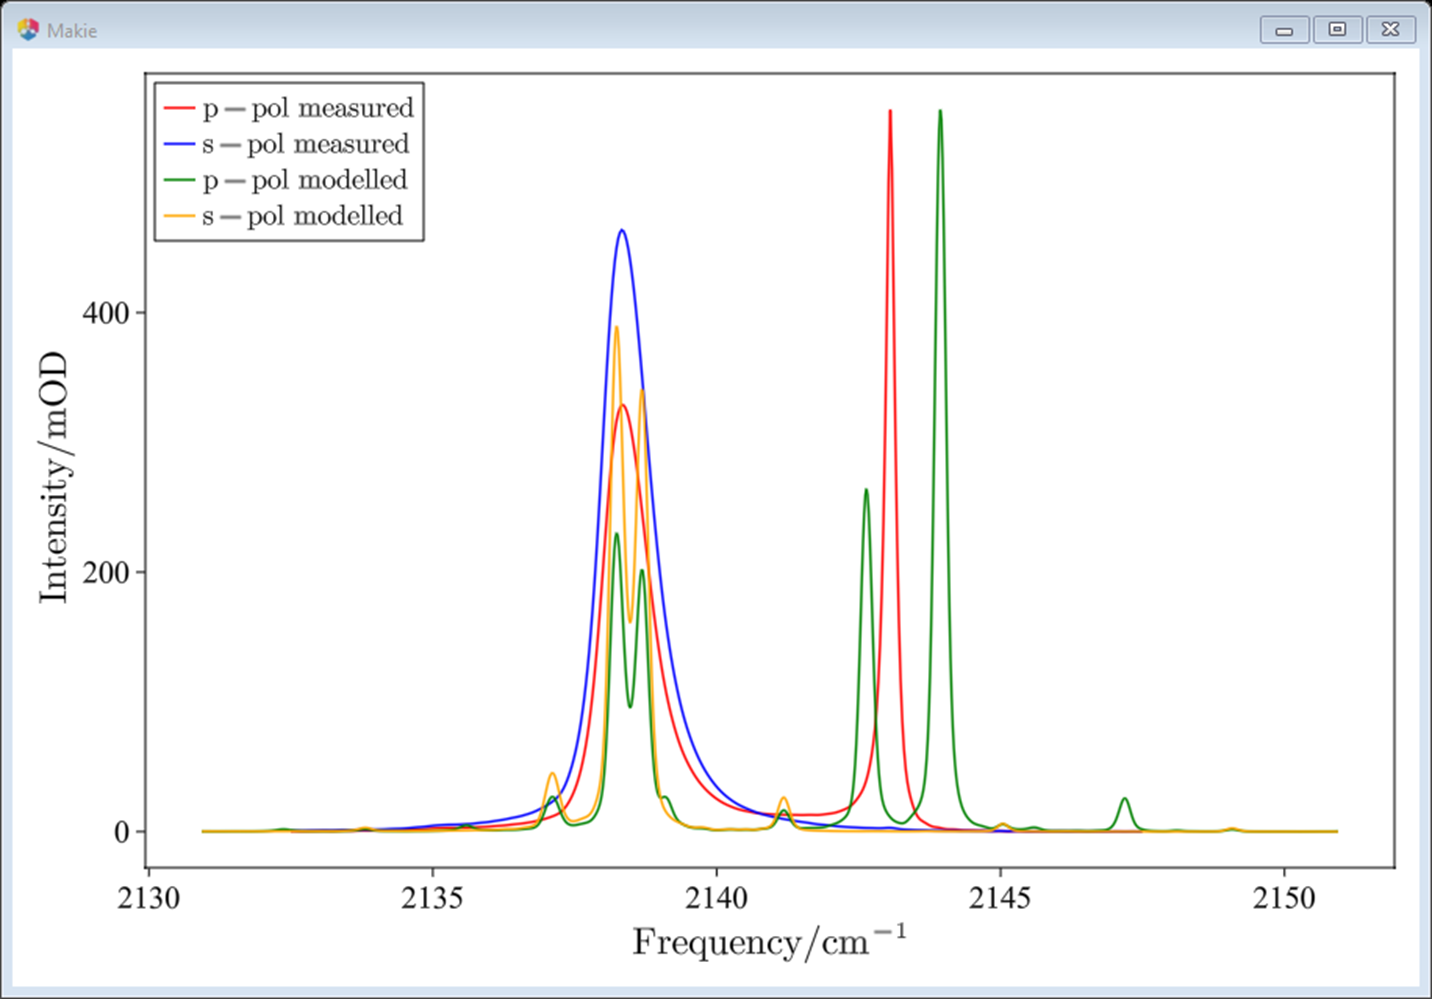 Makie
p − pol measured
s − pol measured
p − pol modelled
s − pol modelled
400
200
0
Intensity/mOD
2130 2135 2140 2145 2150
Frequency/cm⁻¹